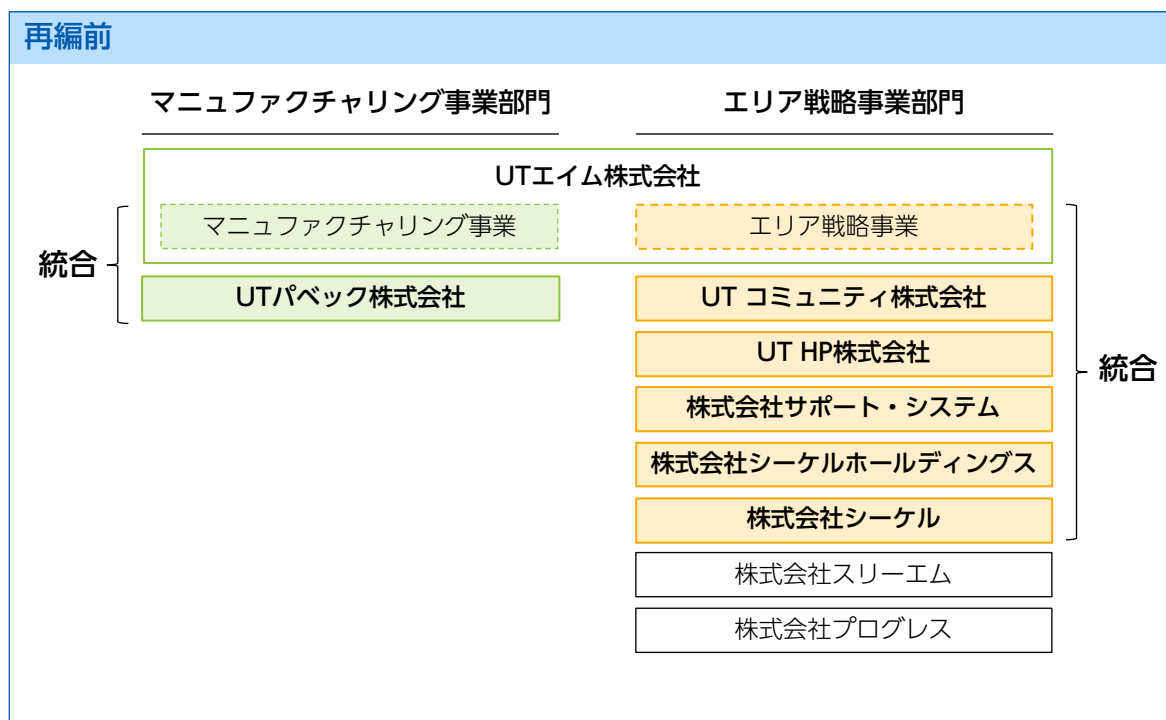 再編前
マニュファクチャリング事業部門
エリア戦略事業部門
UTエイム株式会社
マニュファクチャリング事業
エリア戦略事業
統合
UTパベック株式会社
UT コミュニティ株式会社
UT HP株式会社
統合
株式会社サポート・システム
株式会社シーケルホールディングス
株式会社シーケル
株式会社スリーエム
株式会社プログレス